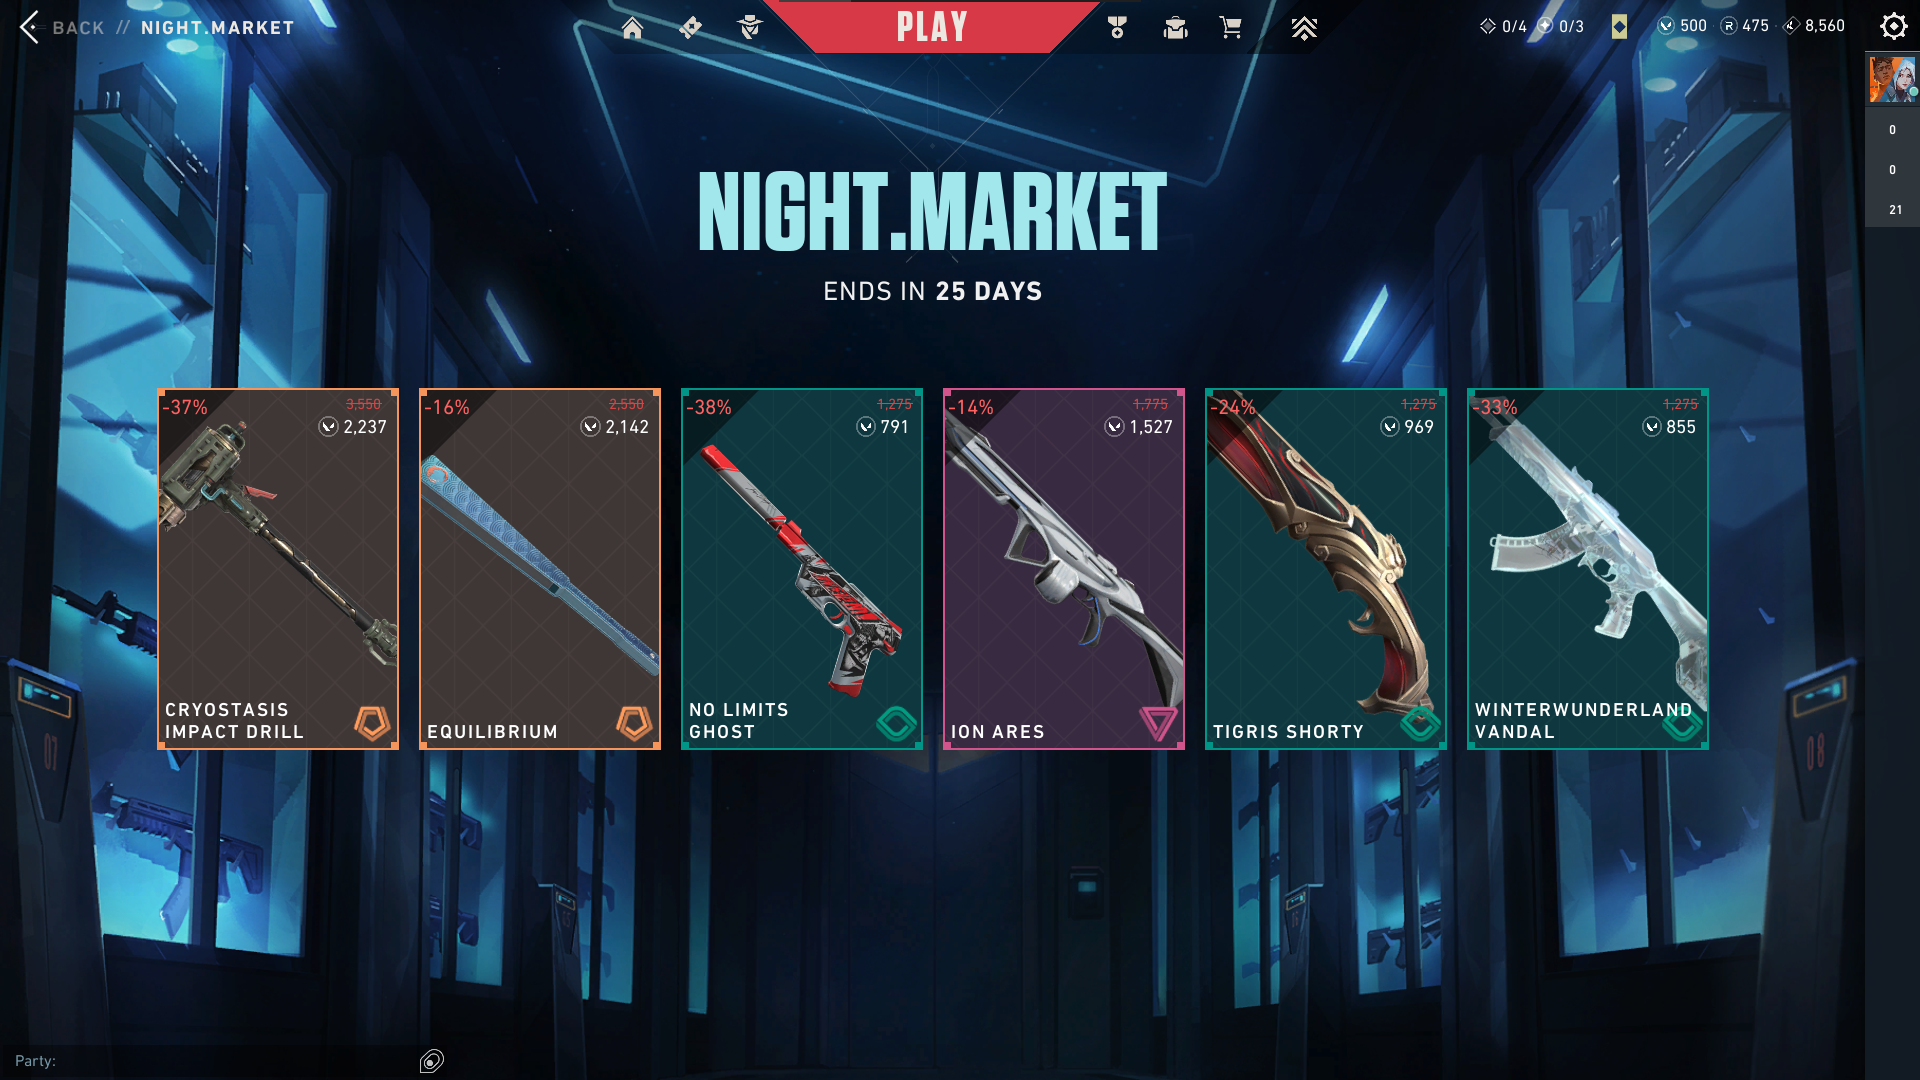 BACK // NIGHT.MARKET
PLAY
0/4
0/3
500
R 475
8,560
0
0
21
NIGHT.MARKET
ENDS IN 25 DAYS
-37%
3,550
2,237
CRYOSTASIS
IMPACT DRILL
-16%
2,550
2,142
EQUILIBRIUM
-38%
1,275
791
NO LIMITS
GHOST
-14%
1,775
1,527
ION ARES
-24%
1,275
969
TIGRIS SHORTY
-33%
1,275
855
WINTERWUNDERLAND
VANDAL
07
08
Party: